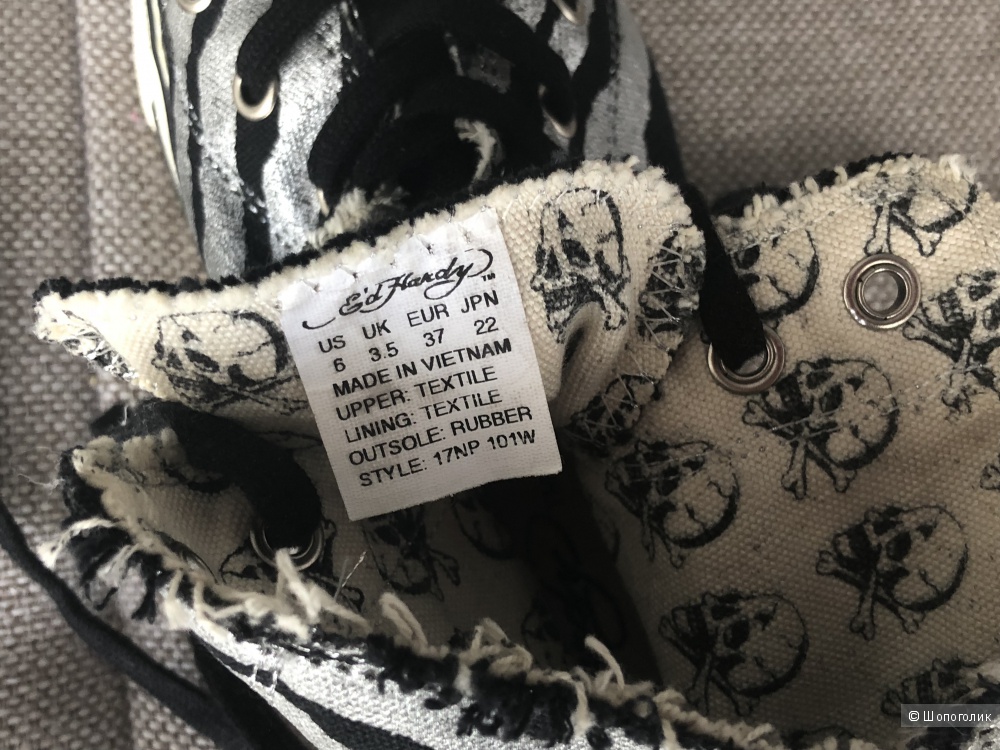 Ed Hardy™
US UK EUR JPN
6 3.5 37 22
MADE IN VIETNAM
UPPER: TEXTILE
LINING: TEXTILE
OUTSOLE: RUBBER
STYLE: 17NP 101W
© Шопоголик